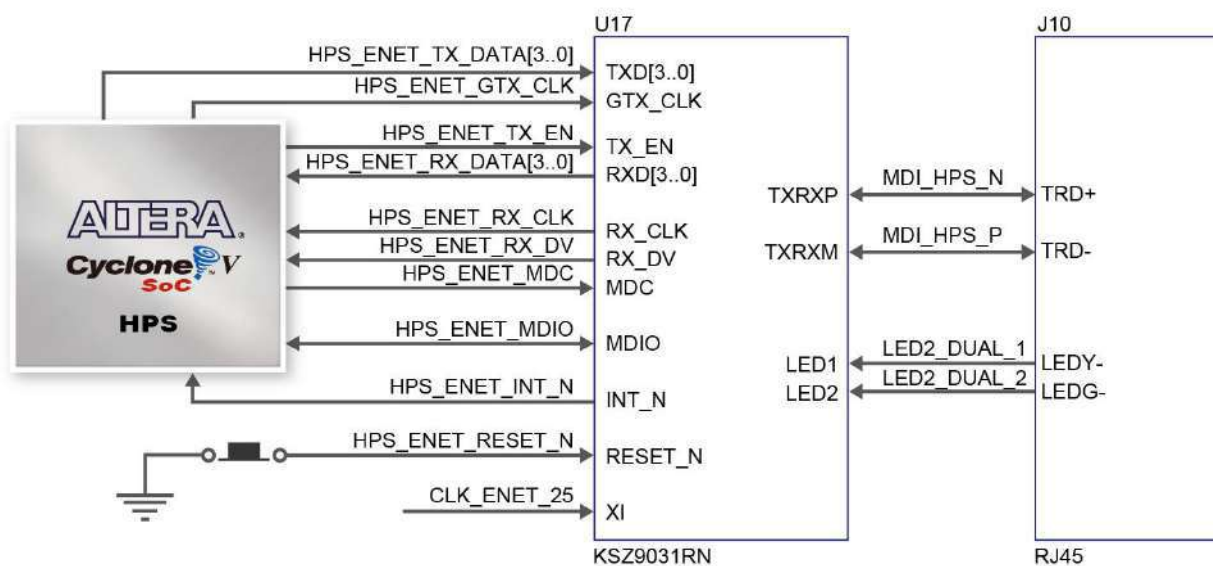 U17
J10
HPS_ENET_TX_DATA[3..0]
TXD[3..0]
HPS_ENET_GTX_CLK
GTX_CLK
HPS_ENET_TX_EN
TX_EN
HPS_ENET_RX_DATA[3..0]
RXD[3..0]
TXRXP
MDI_HPS_N
TRD+
HPS_ENET_RX_CLK
RX_CLK
HPS_ENET_RX_DV
RX_DV
TXRXM
MDI_HPS_P
TRD-
HPS_ENET_MDC
MDC
ALTERA®
Cyclone™ V
SoC
HPS
HPS_ENET_MDIO
MDIO
LED1
LED2_DUAL_1
LEDY-
LED2
LED2_DUAL_2
LEDG-
HPS_ENET_INT_N
INT_N
HPS_ENET_RESET_N
RESET_N
CLK_ENET_25
XI
KSZ9031RN
RJ45